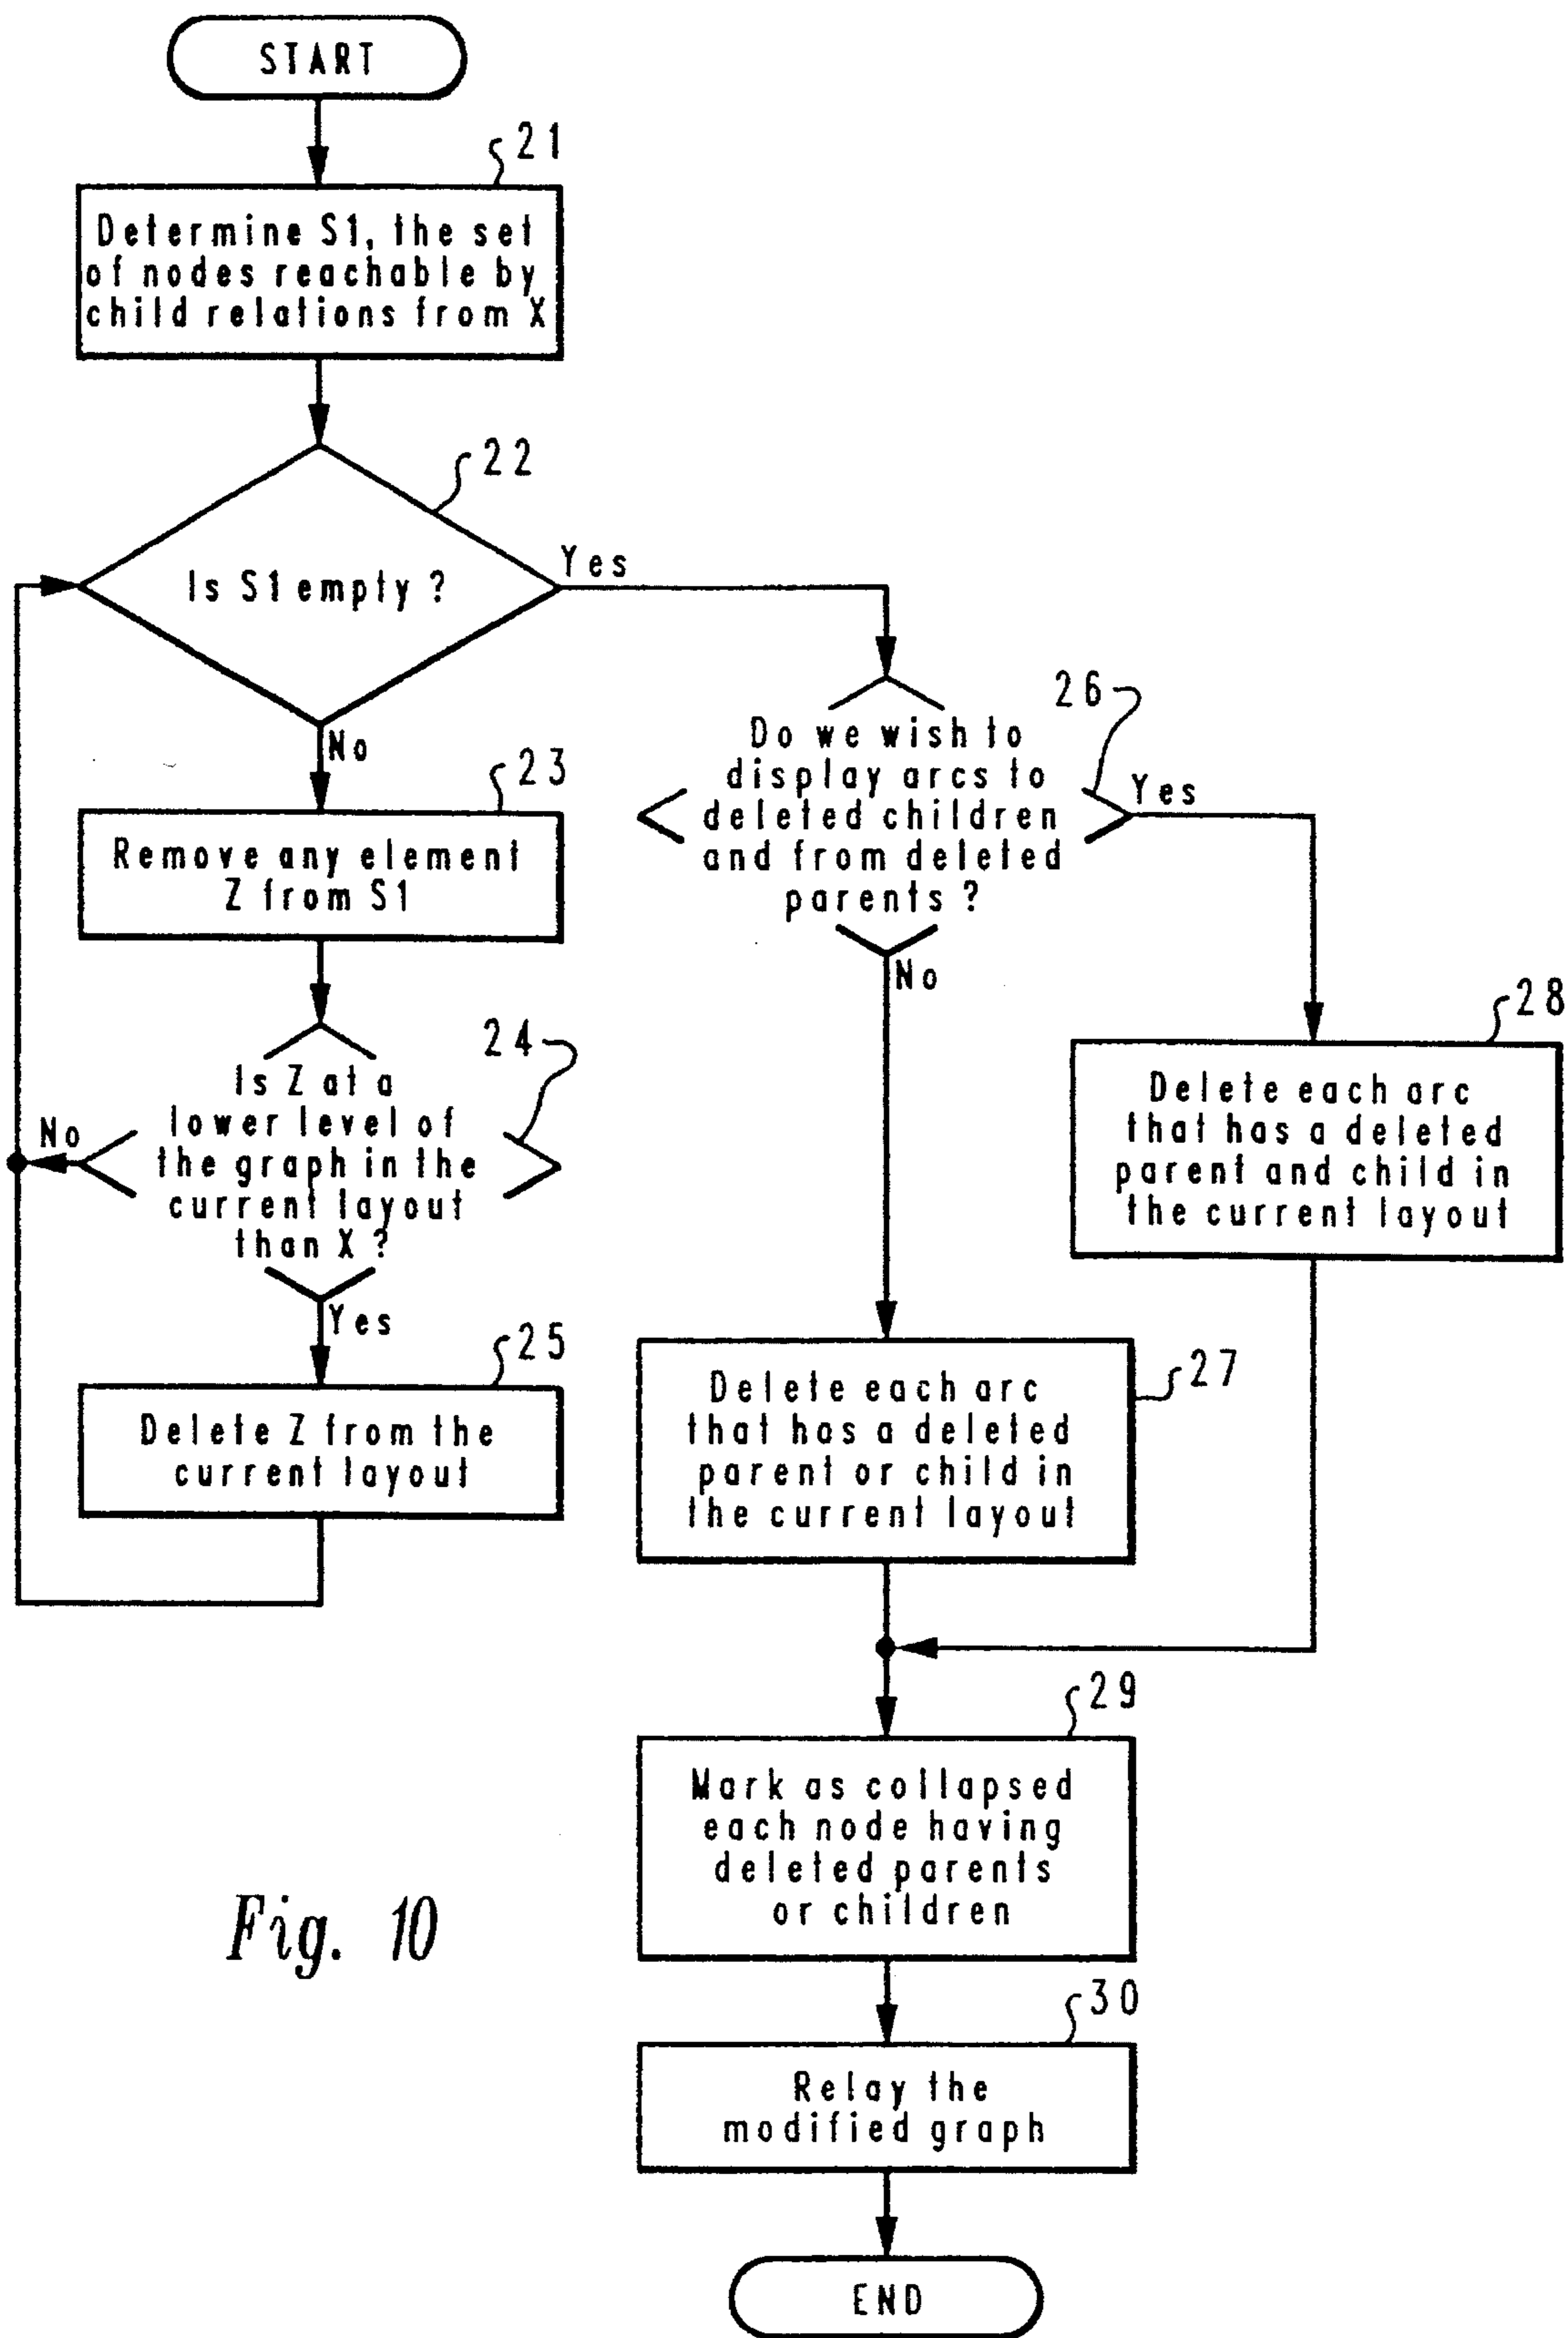 START
21
Determine S1, the set
of nodes reachable by
child relations from X
22
Is S1 empty ?
Yes
No
23
Remove any element
Z from S1
24
Is Z at a
lower level of
the graph in the
current layout
than X ?
No
Yes
25
Delete Z from the
current layout
26
Do we wish to
display arcs to
deleted children
and from deleted
parents ?
Yes
No
28
Delete each arc
that has a deleted
parent and child in
the current layout
27
Delete each arc
that has a deleted
parent or child in
the current layout
29
Mark as collapsed
each node having
deleted parents
or children
30
Relay the
modified graph
END
Fig. 10